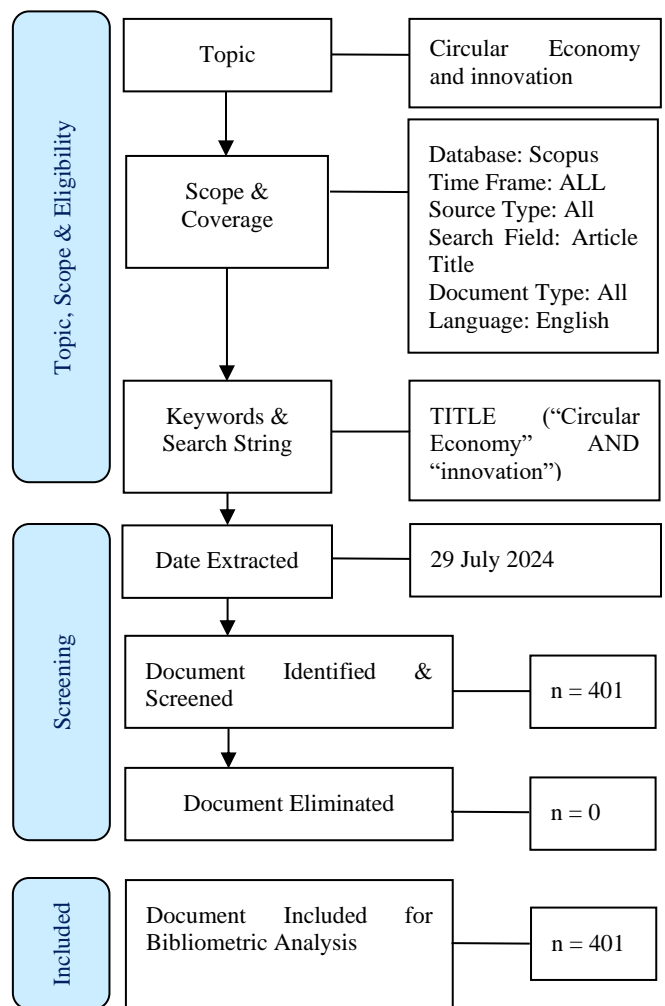 Topic, Scope & Eligibility
Topic
Circular Economy
and innovation
Scope &
Coverage
Database: Scopus
Time Frame: ALL
Source Type: All
Search Field: Article
Title
Document Type: All
Language: English
Keywords &
Search String
TITLE (“Circular
Economy” AND
“innovation”)
Screening
Date Extracted
29 July 2024
Document Identified &
Screened
n = 401
Document Eliminated
n = 0
Included
Document Included for
Bibliometric Analysis
n = 401